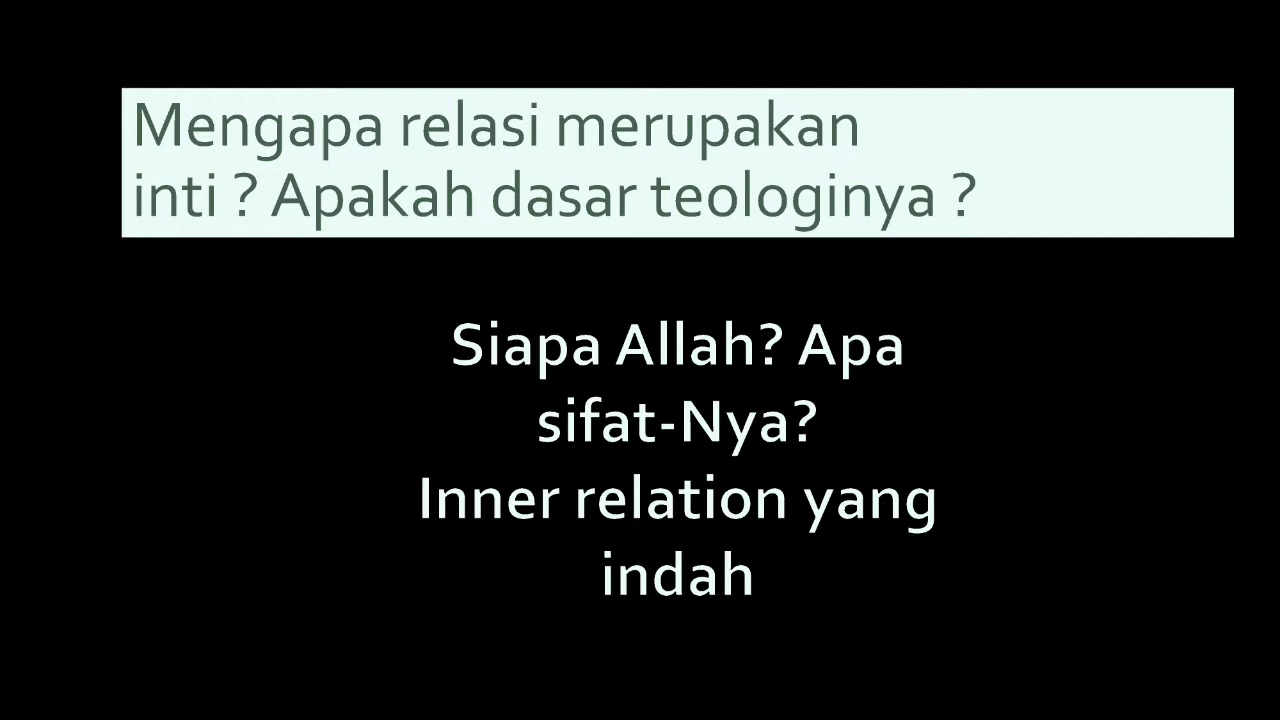 Mengapa relasi merupakan
inti ? Apakah dasar teologinya ?
Siapa Allah? Apa
sifat-Nya?
Inner relation yang
indah